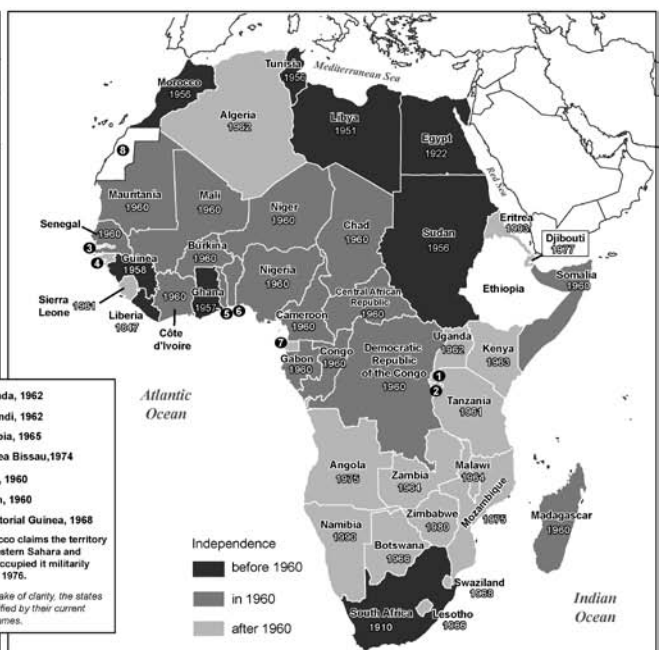 Tunisia
1956
Mediterranean Sea
Morocco
1956
Algeria
1962
Libya
1951
Egypt
1922
Red Sea
8
Mauritania
1960
Mali
1960
Niger
1960
Chad
1960
Sudan
1956
Eritrea
1993
Djibouti
1977
Senegal
1960
3
4
Guinea
1958
Burkina
1960
Nigeria
1960
Ghana
1957
Somalia
1960
Ethiopia
Sierra
Leone
1961
Liberia
1847
1960
Côte
d'Ivoire
5
6
Central African
Republic
1960
Cameroon
1960
7
Gabon
1960
Congo
1960
Democratic
Republic
of the Congo
1960
Uganda
1962
Kenya
1963
1
2
Tanzania
1961
Atlantic
Ocean
nda, 1962
ndi, 1962
bia, 1965
ea Bissau,1974
, 1960
n, 1960
torial Guinea, 1968
cco claims the territory
stern Sahara and
ccupied it militarily
1976.
ake of clarity, the states
ified by their current
ames.
Angola
1975
Zambia
1964
Malawi
1964
Mozambique
1975
Madagascar
1960
Zimbabwe
1980
Namibia
1990
Botswana
1966
Swaziland
1968
South Africa
1910
Lesotho
1966
Indian
Ocean
Independence
before 1960
in 1960
after 1960